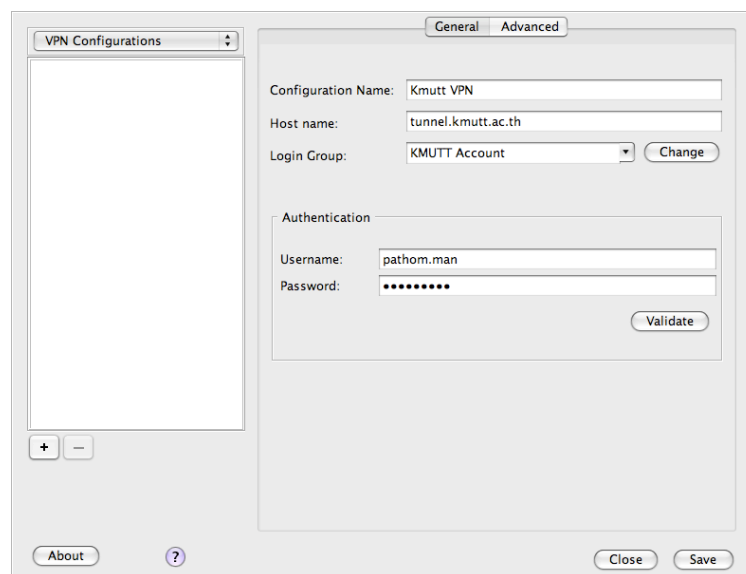 VPN Configurations
General Advanced
Configuration Name: Kmutt VPN
Host name: tunnel.kmutt.ac.th
Login Group: KMUTT Account Change
Authentication
Username: pathom.man
Password: •••••••••
Validate
+ −
About ? Close Save